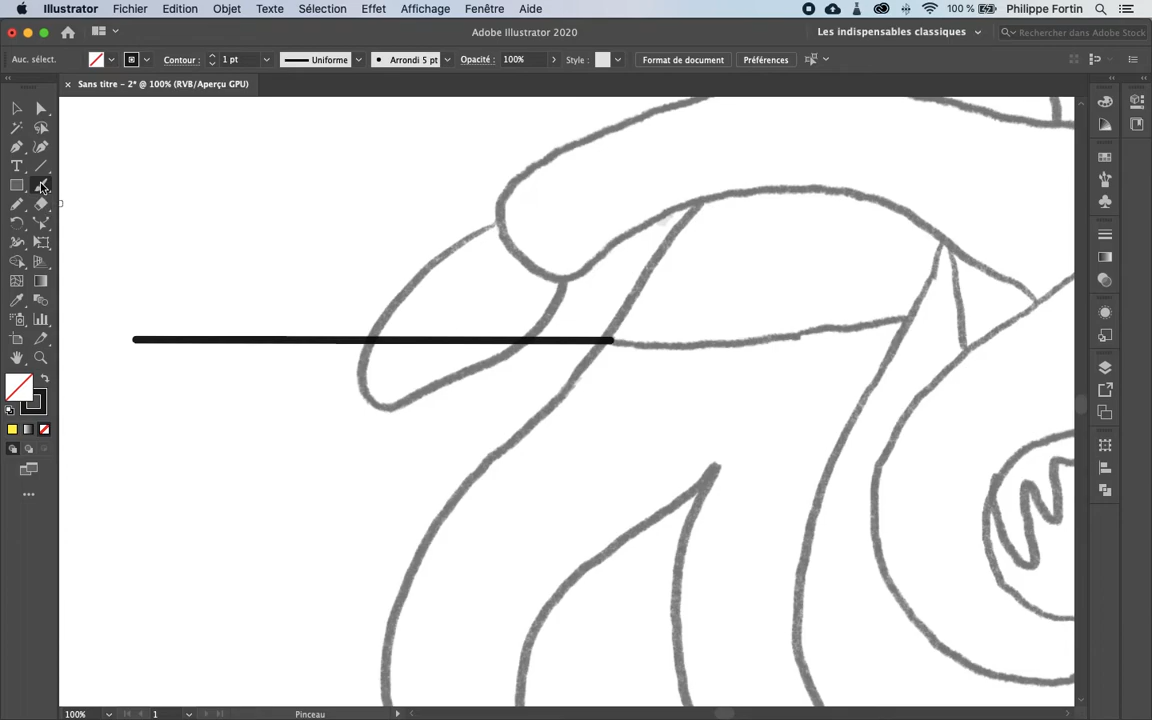 Illustrator Fichier Edition Objet Texte Sélection Effet Affichage Fenêtre Aide 100 % Philippe Fortin
Adobe Illustrator 2020 Les indispensables classiques Rechercher dans Adobe Stock
Auc. sélect. Contour : 1 pt Uniforme Arrondi 5 pt Opacité : 100% Style : Format de document Préférences
× Sans titre – 2* @ 100% (RVB/Aperçu GPU)
100% 1 Pinceau